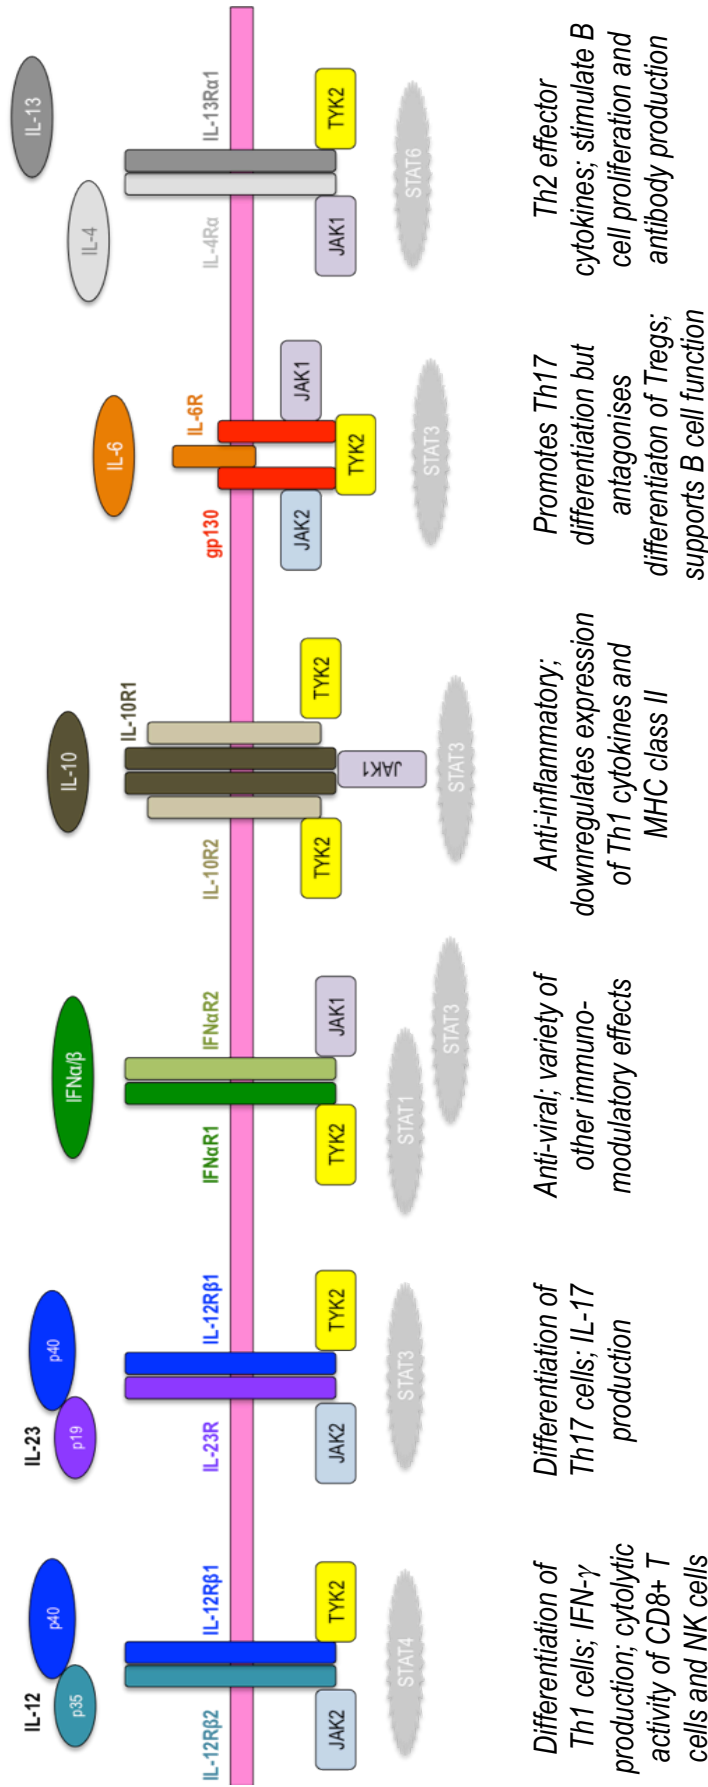 IL-12
p35
p40
IL-12Rβ2
IL-12Rβ1
JAK2
TYK2
STAT4
Differentiation of
Th1 cells; IFN-γ
production; cytolytic
activity of CD8+ T
cells and NK cells
IL-23
p19
p40
IL-23R
IL-12Rβ1
JAK2
TYK2
STAT3
Differentiation of
Th17 cells; IL-17
production
IFNα/β
IFNαR1
IFNαR2
TYK2
JAK1
STAT1
STAT3
Anti-viral; variety of
other immuno-
modulatory effects
IL-10
IL-10R2
IL-10R1
TYK2
JAK1
TYK2
STAT3
Anti-inflammatory;
downregulates expression
of Th1 cytokines and
MHC class II
IL-6
gp130
IL-6R
JAK2
TYK2
JAK1
STAT3
Promotes Th17
differentiation but
antagonises
differentiaton of Tregs;
supports B cell function
IL-4
IL-13
IL-4Rα
IL-13Rα1
JAK1
TYK2
STAT6
Th2 effector
cytokines; stimulate B
cell proliferation and
antibody production